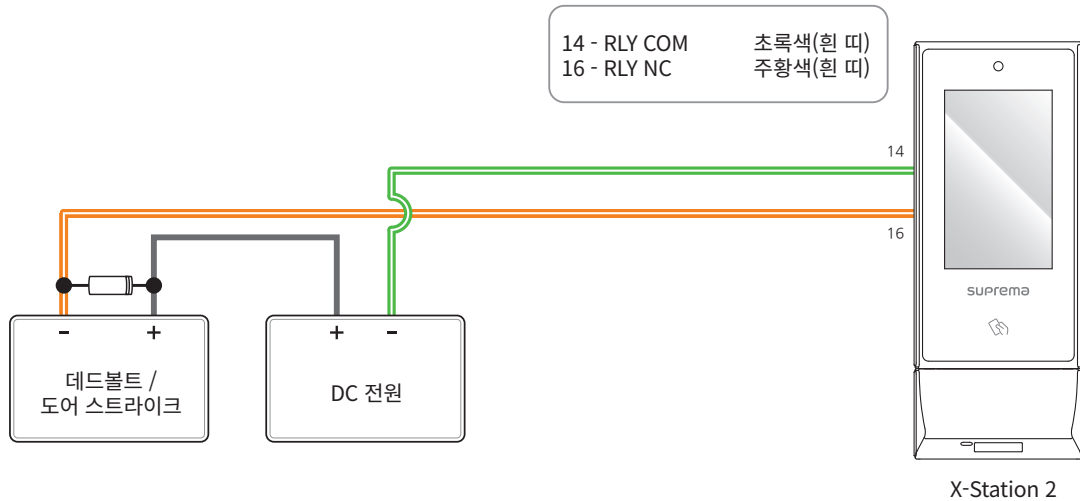 14 - RLY COM 초록색(흰 띠)
16 - RLY NC 주황색(흰 띠)
14
16
suprema
- +
+ -
데드볼트 /
도어 스트라이크
DC 전원
X-Station 2